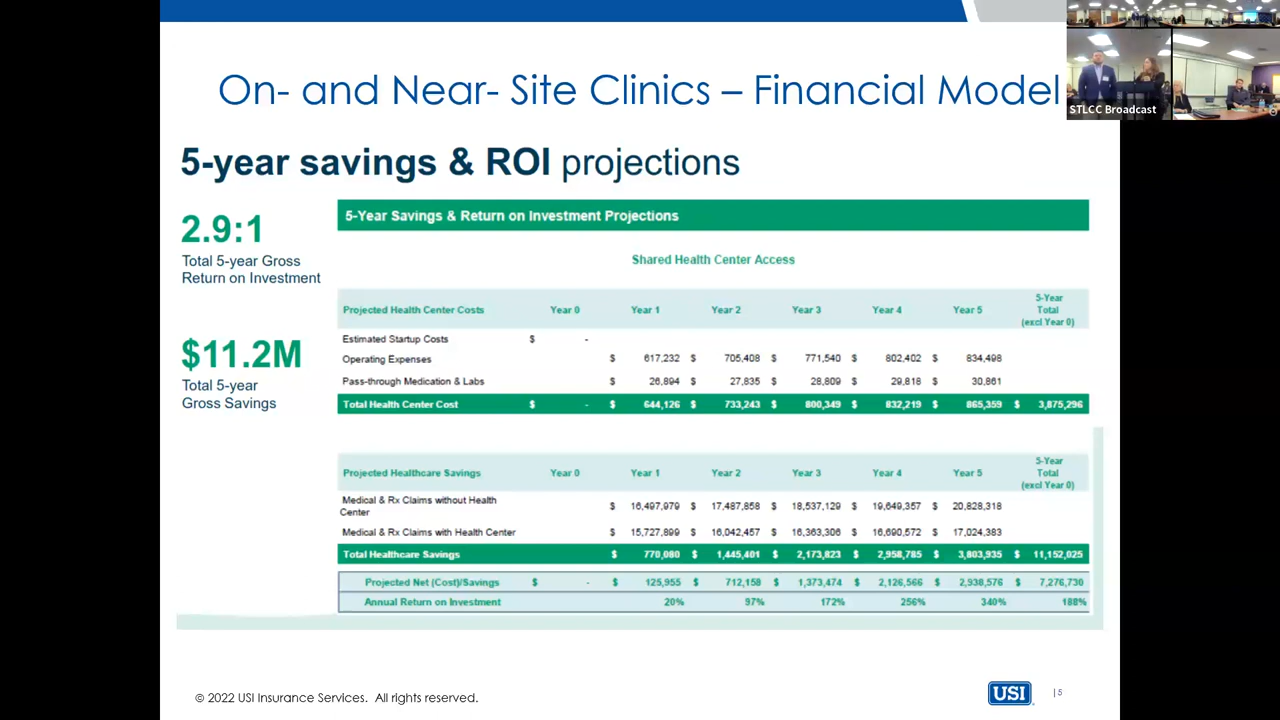 On- and Near- Site Clinics – Financial Model
STLCC Broadcast
5-year savings & ROI projections
2.9:1
Total 5-year Gross
Return on Investment
$11.2M
Total 5-year
Gross Savings
5-Year Savings & Return on Investment Projections
Shared Health Center Access
Projected Health Center Costs Year 0 Year 1 Year 2 Year 3 Year 4 Year 5 5-Year
Total
(excl Year 0)
Estimated Startup Costs $ -
Operating Expenses $ 617,232 $ 705,408 $ 771,540 $ 802,402 $ 834,498
Pass-through Medication & Labs $ 26,894 $ 27,835 $ 28,809 $ 29,818 $ 30,861
Total Health Center Cost $ - $ 644,126 $ 733,243 $ 800,349 $ 832,219 $ 865,359 $ 3,875,296
Projected Healthcare Savings Year 0 Year 1 Year 2 Year 3 Year 4 Year 5 5-Year
Total
(excl Year 0)
Medical & Rx Claims without Health
Center $ 16,497,979 $ 17,487,858 $ 18,537,129 $ 19,649,357 $ 20,828,318
Medical & Rx Claims with Health Center $ 15,727,899 $ 16,042,457 $ 16,363,306 $ 16,690,572 $ 17,024,383
Total Healthcare Savings $ 770,080 $ 1,445,401 $ 2,173,823 $ 2,958,785 $ 3,803,935 $ 11,152,025
Projected Net (Cost)/Savings $ - $ 125,955 $ 712,158 $ 1,373,474 $ 2,126,566 $ 2,938,576 $ 7,276,730
Annual Return on Investment 20% 97% 172% 256% 340% 188%
© 2022 USI Insurance Services. All rights reserved.
USI
|5